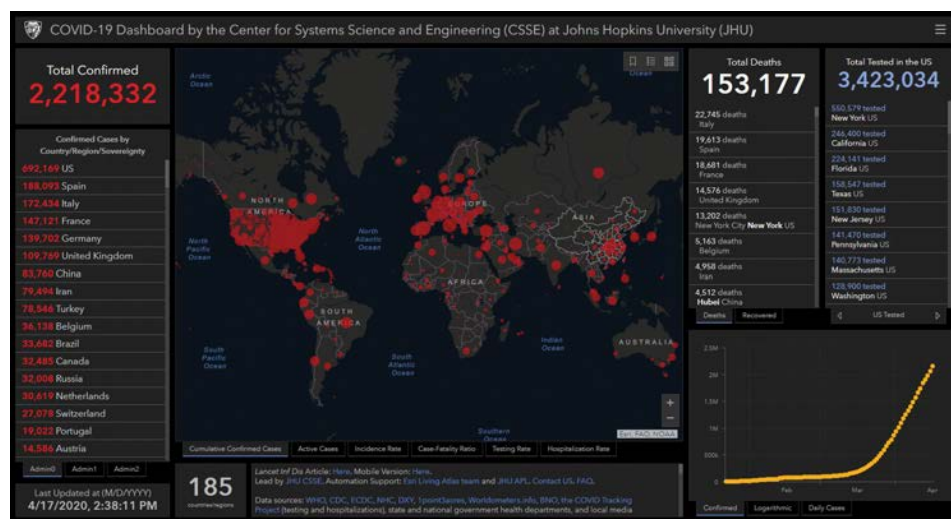 COVID-19 Dashboard by the Center for Systems Science and Engineering (CSSE) at Johns Hopkins University (JHU)
Total Confirmed
2,218,332
Confirmed Cases by
Country/Region/Sovereignty
692,169 US
188,093 Spain
172,434 Italy
147,121 France
139,702 Germany
109,769 United Kingdom
83,760 China
79,494 Iran
78,546 Turkey
36,138 Belgium
33,682 Brazil
32,485 Canada
32,008 Russia
30,619 Netherlands
27,078 Switzerland
19,022 Portugal
14,586 Austria
Admin0 Admin1 Admin2
Last Updated at (M/D/YYYY)
4/17/2020, 2:38:11 PM
Arctic
Ocean
Ocean
NORTH
AMERICA
EUROPE
ASIA
North
Pacific
Ocean
North
Atlantic
Ocean
AFRICA
SOUTH
AMERICA
Indian
Ocean
AUSTRALIA
South
Pacific
Ocean
South
Atlantic
Ocean
Southern
Ocean
+
−
Esri, FAO, NOAA
Cumulative Confirmed Cases Active Cases Incidence Rate Case-Fatality Ratio Testing Rate Hospitalization Rate
185
countries/regions
Lancet Inf Dis Article: Here. Mobile Version: Here.
Lead by JHU CSSE. Automation Support: Esri Living Atlas team and JHU APL. Contact US. FAQ.
Data sources: WHO, CDC, ECDC, NHC, DXY, 1point3acres, Worldometers.info, BNO, the COVID Tracking
Project (testing and hospitalizations), state and national government health departments, and local media
Total Deaths
153,177
22,745 deaths
Italy
19,613 deaths
Spain
18,681 deaths
France
14,576 deaths
United Kingdom
13,202 deaths
New York City New York US
5,163 deaths
Belgium
4,958 deaths
Iran
4,512 deaths
Hubei China
Deaths Recovered
Total Tested in the US
3,423,034
550,579 tested
New York US
246,400 tested
California US
224,141 tested
Florida US
158,547 tested
Texas US
151,830 tested
New Jersey US
141,470 tested
Pennsylvania US
140,773 tested
Massachusetts US
128,900 tested
Washington US
US Tested
2.5M
2M
1.5M
1M
500k
0
Feb Mar Apr
Confirmed Logarithmic Daily Cases